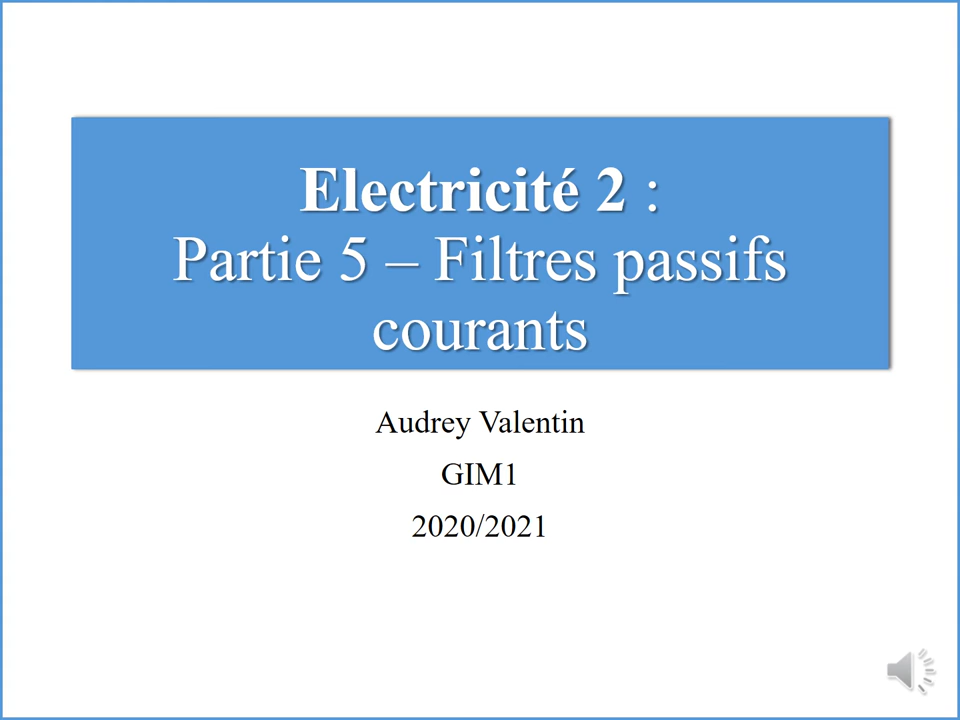 Electricité 2 :
Partie 5 – Filtres passifs
courants
Audrey Valentin
GIM1
2020/2021